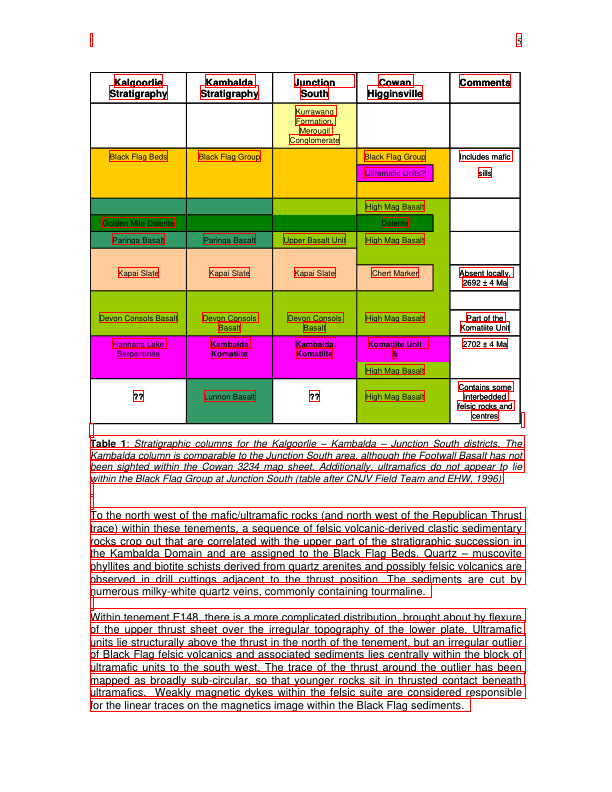 5
Kalgoorlie Stratigraphy
Kambalda Stratigraphy
Junction South
Cowan Higginsville
Comments
Kurrawang Formation, Merougil Conglomerate
Black Flag Beds
Black Flag Group
Black Flag Group
Includes mafic sills
Ultramafic Units?
High Mag Basalt
Golden Mile Dolerite
Dolerite
Paringa Basalt
Paringa Basalt
Upper Basalt Unit
High Mag Basalt
Kapai Slate
Kapai Slate
Kapai Slate
Chert Marker
Absent locally, 2692 ± 4 Ma
Devon Consols Basalt
Devon Consols Basalt
Devon Consols Basalt
High Mag Basalt
Part of the Komatiite Unit
Hannans Lake Serpentinite
Kambalda Komatiite
Kambalda Komatiite
Komatiite Unit &
2702 ± 4 Ma
High Mag Basalt
??
Lunnon Basalt
??
High Mag Basalt
Contains some interbedded felsic rocks and centres
Table 1: Stratigraphic columns for the Kalgoorlie – Kambalda – Junction South districts. The
Kambalda column is comparable to the Junction South area, although the Footwall Basalt has not
been sighted within the Cowan 3234 map sheet. Additionally, ultramafics do not appear to lie
within the Black Flag Group at Junction South (table after CNJV Field Team and EHW, 1996)
To the north west of the mafic/ultramafic rocks (and north west of the Republican Thrust
trace) within these tenements, a sequence of felsic volcanic-derived clastic sedimentary
rocks crop out that are correlated with the upper part of the stratigraphic succession in
the Kambalda Domain and are assigned to the Black Flag Beds. Quartz – muscovite
phyllites and biotite schists derived from quartz arenites and possibly felsic volcanics are
observed in drill cuttings adjacent to the thrust position. The sediments are cut by
numerous milky-white quartz veins, commonly containing tourmaline.
Within tenement E148, there is a more complicated distribution, brought about by flexure
of the upper thrust sheet over the irregular topography of the lower plate. Ultramafic
units lie structurally above the thrust in the north of the tenement, but an irregular outlier
of Black Flag felsic volcanics and associated sediments lies centrally within the block of
ultramafic units to the south west. The trace of the thrust around the outlier has been
mapped as broadly sub-circular, so that younger rocks sit in thrusted contact beneath
ultramafics. Weakly magnetic dykes within the felsic suite are considered responsible
for the linear traces on the magnetics image within the Black Flag sediments.